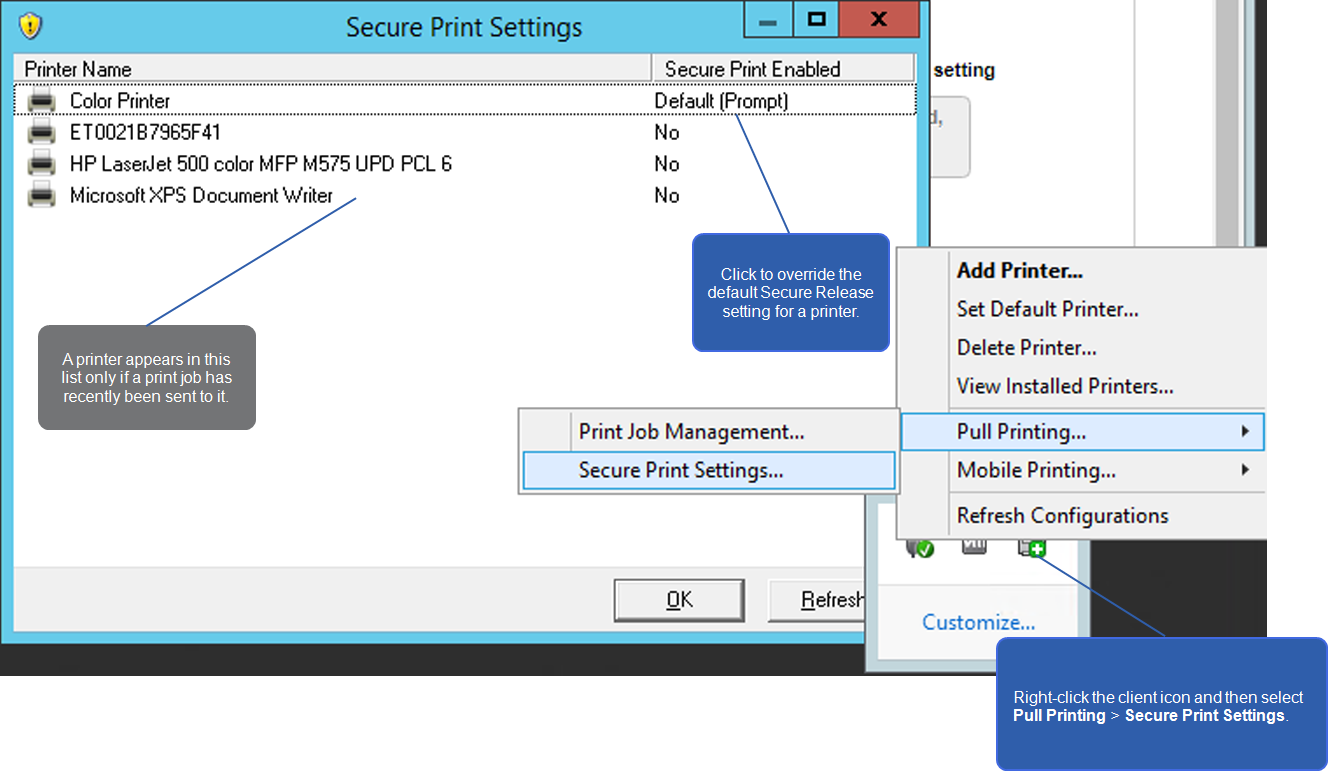 Secure Print Settings
Printer Name Secure Print Enabled
Color Printer Default (Prompt)
ET0021B7965F41 No
HP LaserJet 500 color MFP M575 UPD PCL 6 No
Microsoft XPS Document Writer No
setting
d,
Click to override the
default Secure Release
setting for a printer.
A printer appears in this
list only if a print job has
recently been sent to it.
Add Printer...
Set Default Printer...
Delete Printer...
View Installed Printers...
Pull Printing...
Mobile Printing...
Refresh Configurations
Print Job Management...
Secure Print Settings...
OK Refresh
Customize...
Right-click the client icon and then select
Pull Printing > Secure Print Settings.